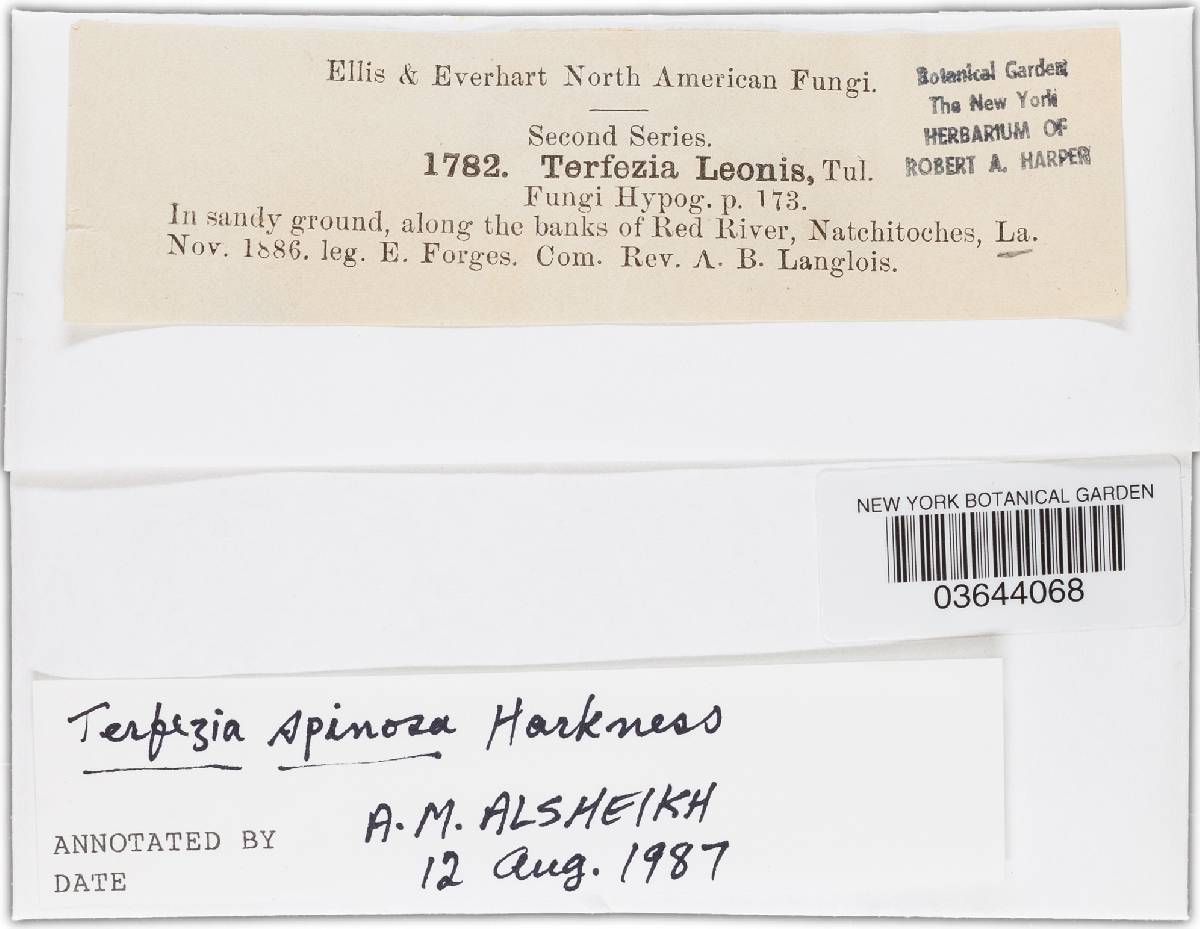 Ellis & Everhart North American Fungi.
Second Series.
1782. Terfezia Leonis, Tul.
Fungi Hypog. p. 173.
In sandy ground, along the banks of Red River, Natchitoches, La.
Nov. 1886. leg. E. Forges. Com. Rev. A. B. Langlois.
Botanical Garden
The New York
HERBARIUM OF
ROBERT A. HARPER
NEW YORK BOTANICAL GARDEN
03644068
Terfezia spinosa Harkness
A. M. ALSHEIKH
ANNOTATED BY
12 Aug. 1987
DATE